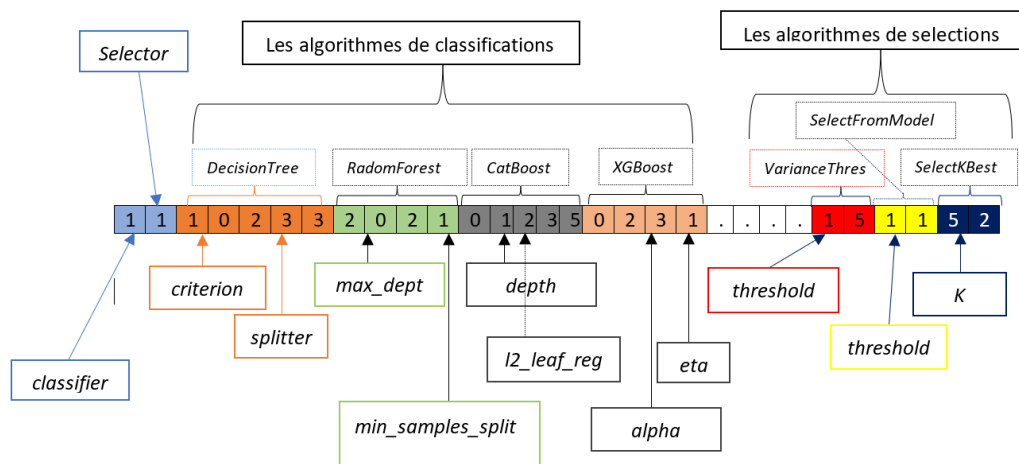 Les algorithmes de classifications
Les algorithmes de selections
Selector
SelectFromModel
DecisionTree
RadomForest
CatBoost
XGBoost
VarianceThres
SelectKBest
1 1 1 0 2 3 3 2 0 2 1 0 1 2 3 5 0 2 3 1 . . . . 1 5 1 1 5 2
criterion
max_dept
depth
threshold
K
splitter
l2_leaf_reg
eta
threshold
classifier
min_samples_split
alpha